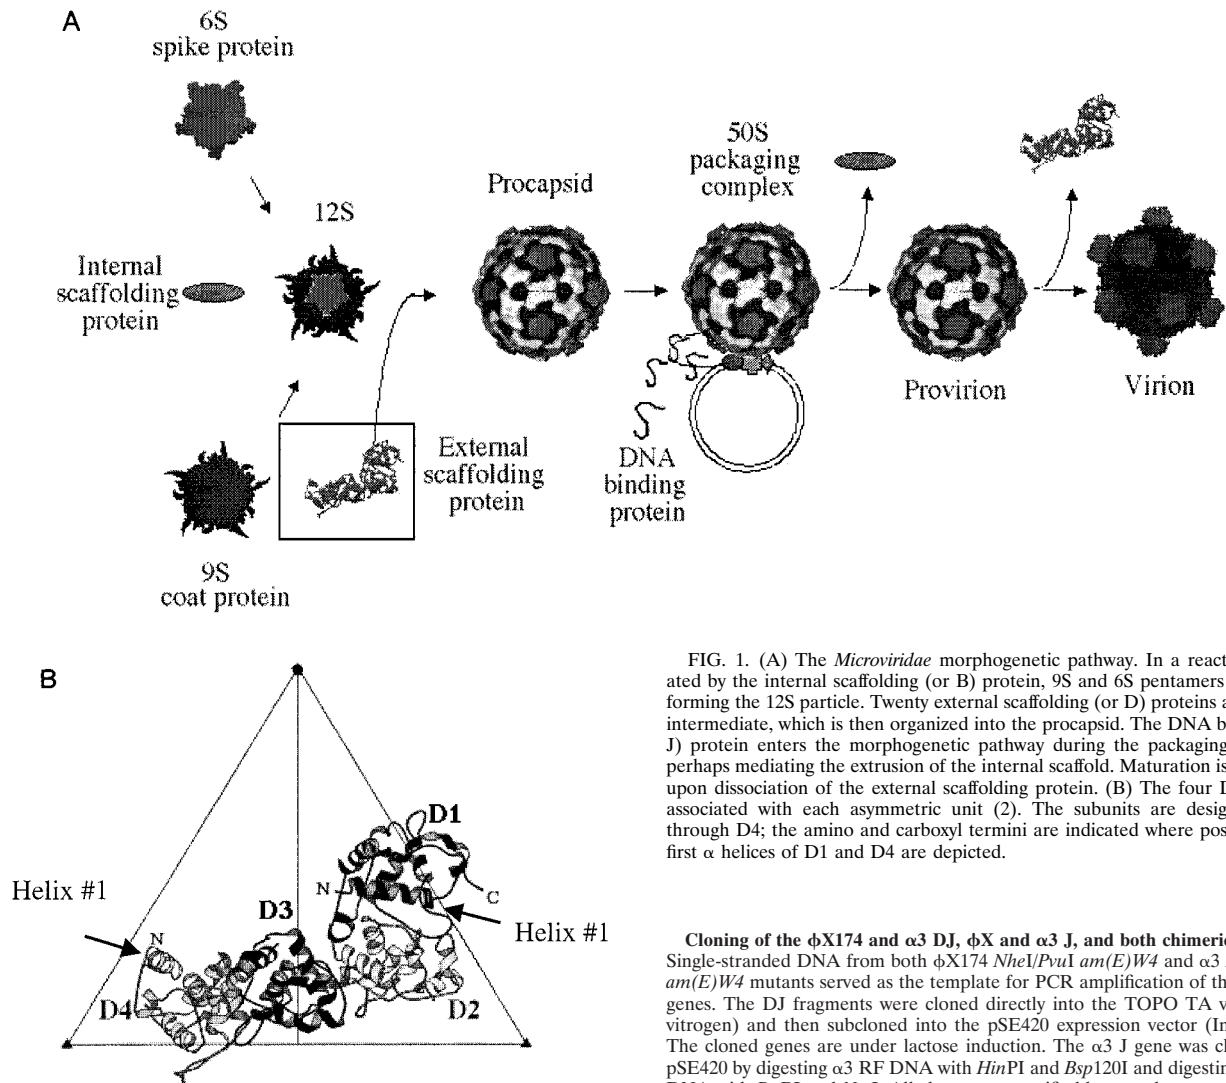 A
6S
spike protein
Internal
scaffolding
protein
12S
9S
coat protein
External
scaffolding
protein
Procapsid
50S
packaging
complex
DNA
binding
protein
Provirion
Virion
B
D1
N
C
Helix #1
D3
Helix #1
N
D4
D2
FIG. 1. (A) The Microviridae morphogenetic pathway. In a react
ated by the internal scaffolding (or B) protein, 9S and 6S pentamers
forming the 12S particle. Twenty external scaffolding (or D) proteins a
intermediate, which is then organized into the procapsid. The DNA b
J) protein enters the morphogenetic pathway during the packaging
perhaps mediating the extrusion of the internal scaffold. Maturation is
upon dissociation of the external scaffolding protein. (B) The four D
associated with each asymmetric unit (2). The subunits are desig
through D4; the amino and carboxyl termini are indicated where pos
first α helices of D1 and D4 are depicted.
Cloning of the ϕX174 and α3 DJ, ϕX and α3 J, and both chimeric
Single-stranded DNA from both ϕX174 NheI/PvuI am(E)W4 and α3
am(E)W4 mutants served as the template for PCR amplification of th
genes. The DJ fragments were cloned directly into the TOPO TA v
vitrogen) and then subcloned into the pSE420 expression vector (In
The cloned genes are under lactose induction. The α3 J gene was cl
pSE420 by digesting α3 RF DNA with HinPI and Bsp120I and digestin